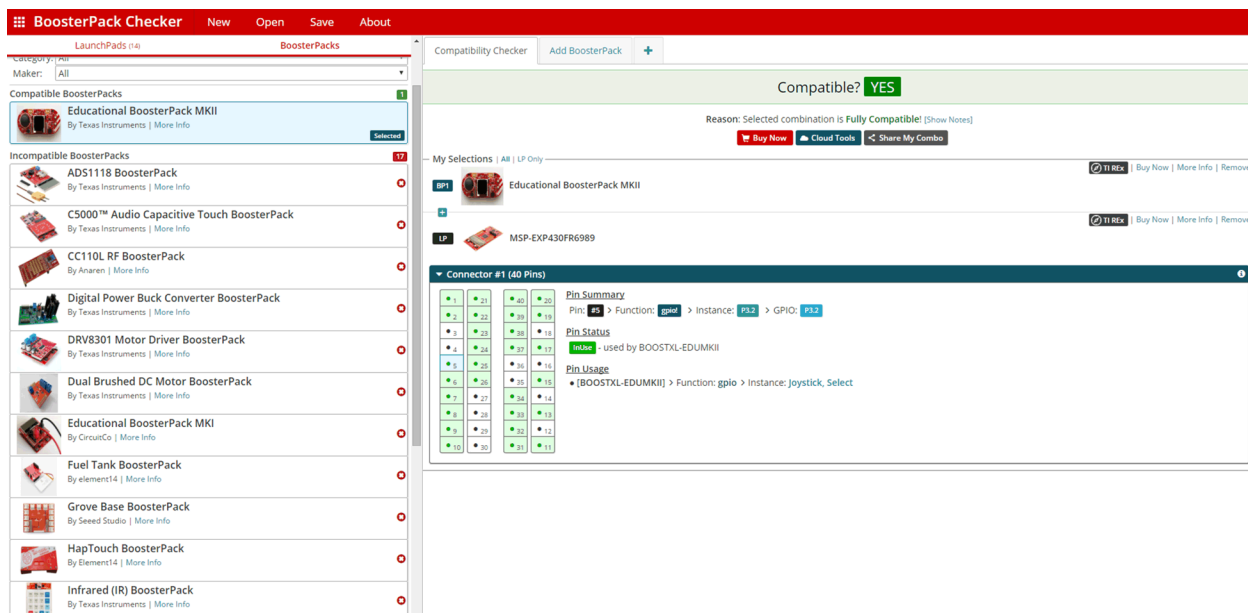 BoosterPack Checker New Open Save About
LaunchPads (14) BoosterPacks
Category: All
Maker: All
Compatible BoosterPacks 1
Educational BoosterPack MKII
By Texas Instruments | More Info
Selected
Incompatible BoosterPacks 17
ADS1118 BoosterPack
By Texas Instruments | More Info
C5000™ Audio Capacitive Touch BoosterPack
By Texas Instruments | More Info
CC110L RF BoosterPack
By Anaren | More Info
Digital Power Buck Converter BoosterPack
By Texas Instruments | More Info
DRV8301 Motor Driver BoosterPack
By Texas Instruments | More Info
Dual Brushed DC Motor BoosterPack
By Texas Instruments | More Info
Educational BoosterPack MKI
By CircuitCo | More Info
Fuel Tank BoosterPack
By element14 | More Info
Grove Base BoosterPack
By Seeed Studio | More Info
HapTouch BoosterPack
By Element14 | More Info
Infrared (IR) BoosterPack
By Texas Instruments | More Info
Compatibility Checker Add BoosterPack +
Compatible? YES
Reason: Selected combination is Fully Compatible! [Show Notes]
Buy Now Cloud Tools Share My Combo
My Selections | All | LP Only
TI REx | Buy Now | More Info | Remove
BP1 Educational BoosterPack MKII
TI REx | Buy Now | More Info | Remove
LP MSP-EXP430FR6989
Connector #1 (40 Pins)
1 21 40 20
2 22 39 19
3 23 38 18
4 24 37 17
5 25 36 16
6 26 35 15
7 27 34 14
8 28 33 13
9 29 32 12
10 30 31 11
Pin Summary
Pin: #5 > Function: gpio! > Instance: P3.2 > GPIO: P3.2
Pin Status
InUse - used by BOOSTXL-EDUMKII
Pin Usage
• [BOOSTXL-EDUMKII] > Function: gpio > Instance: Joystick, Select